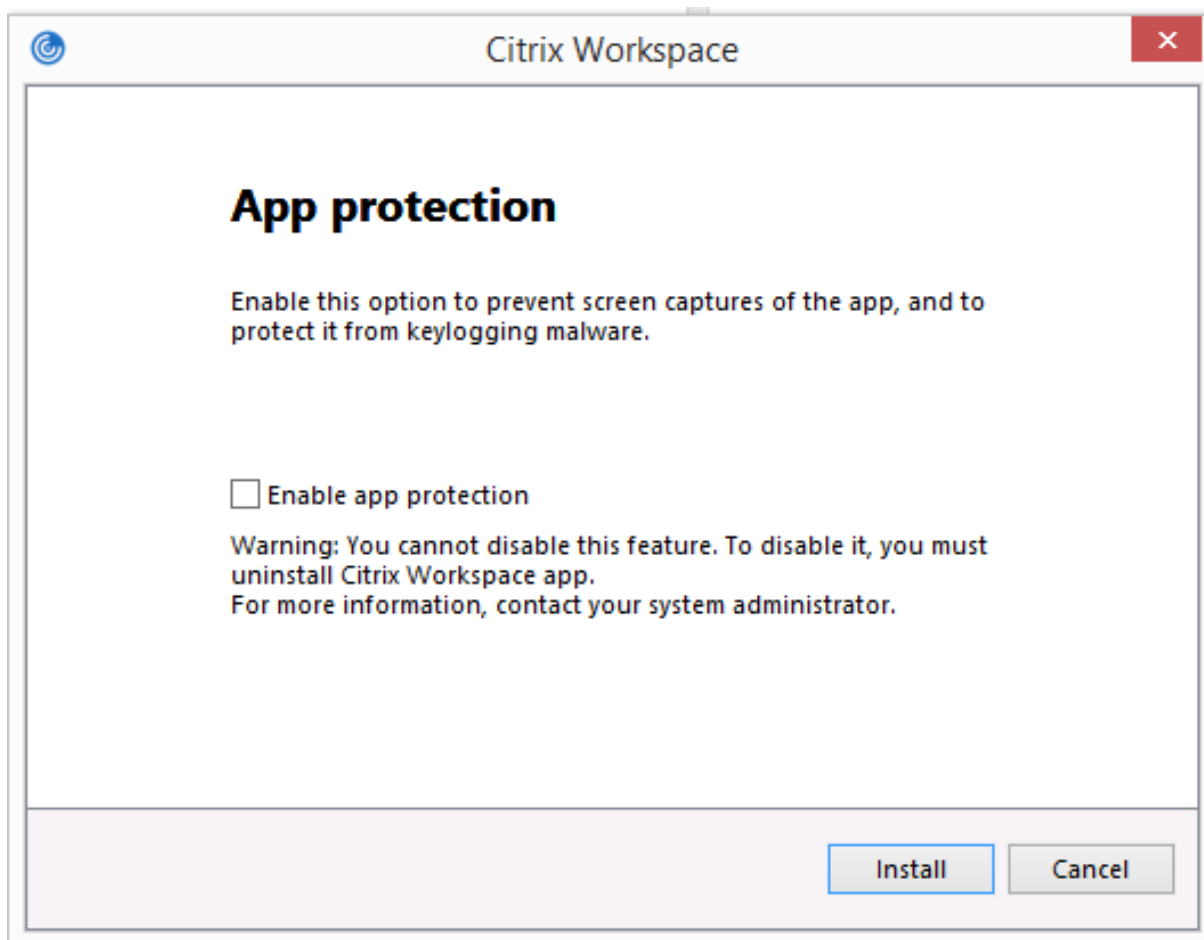 Citrix Workspace
App protection
Enable this option to prevent screen captures of the app, and to
protect it from keylogging malware.
Enable app protection
Warning: You cannot disable this feature. To disable it, you must
uninstall Citrix Workspace app.
For more information, contact your system administrator.
Install
Cancel